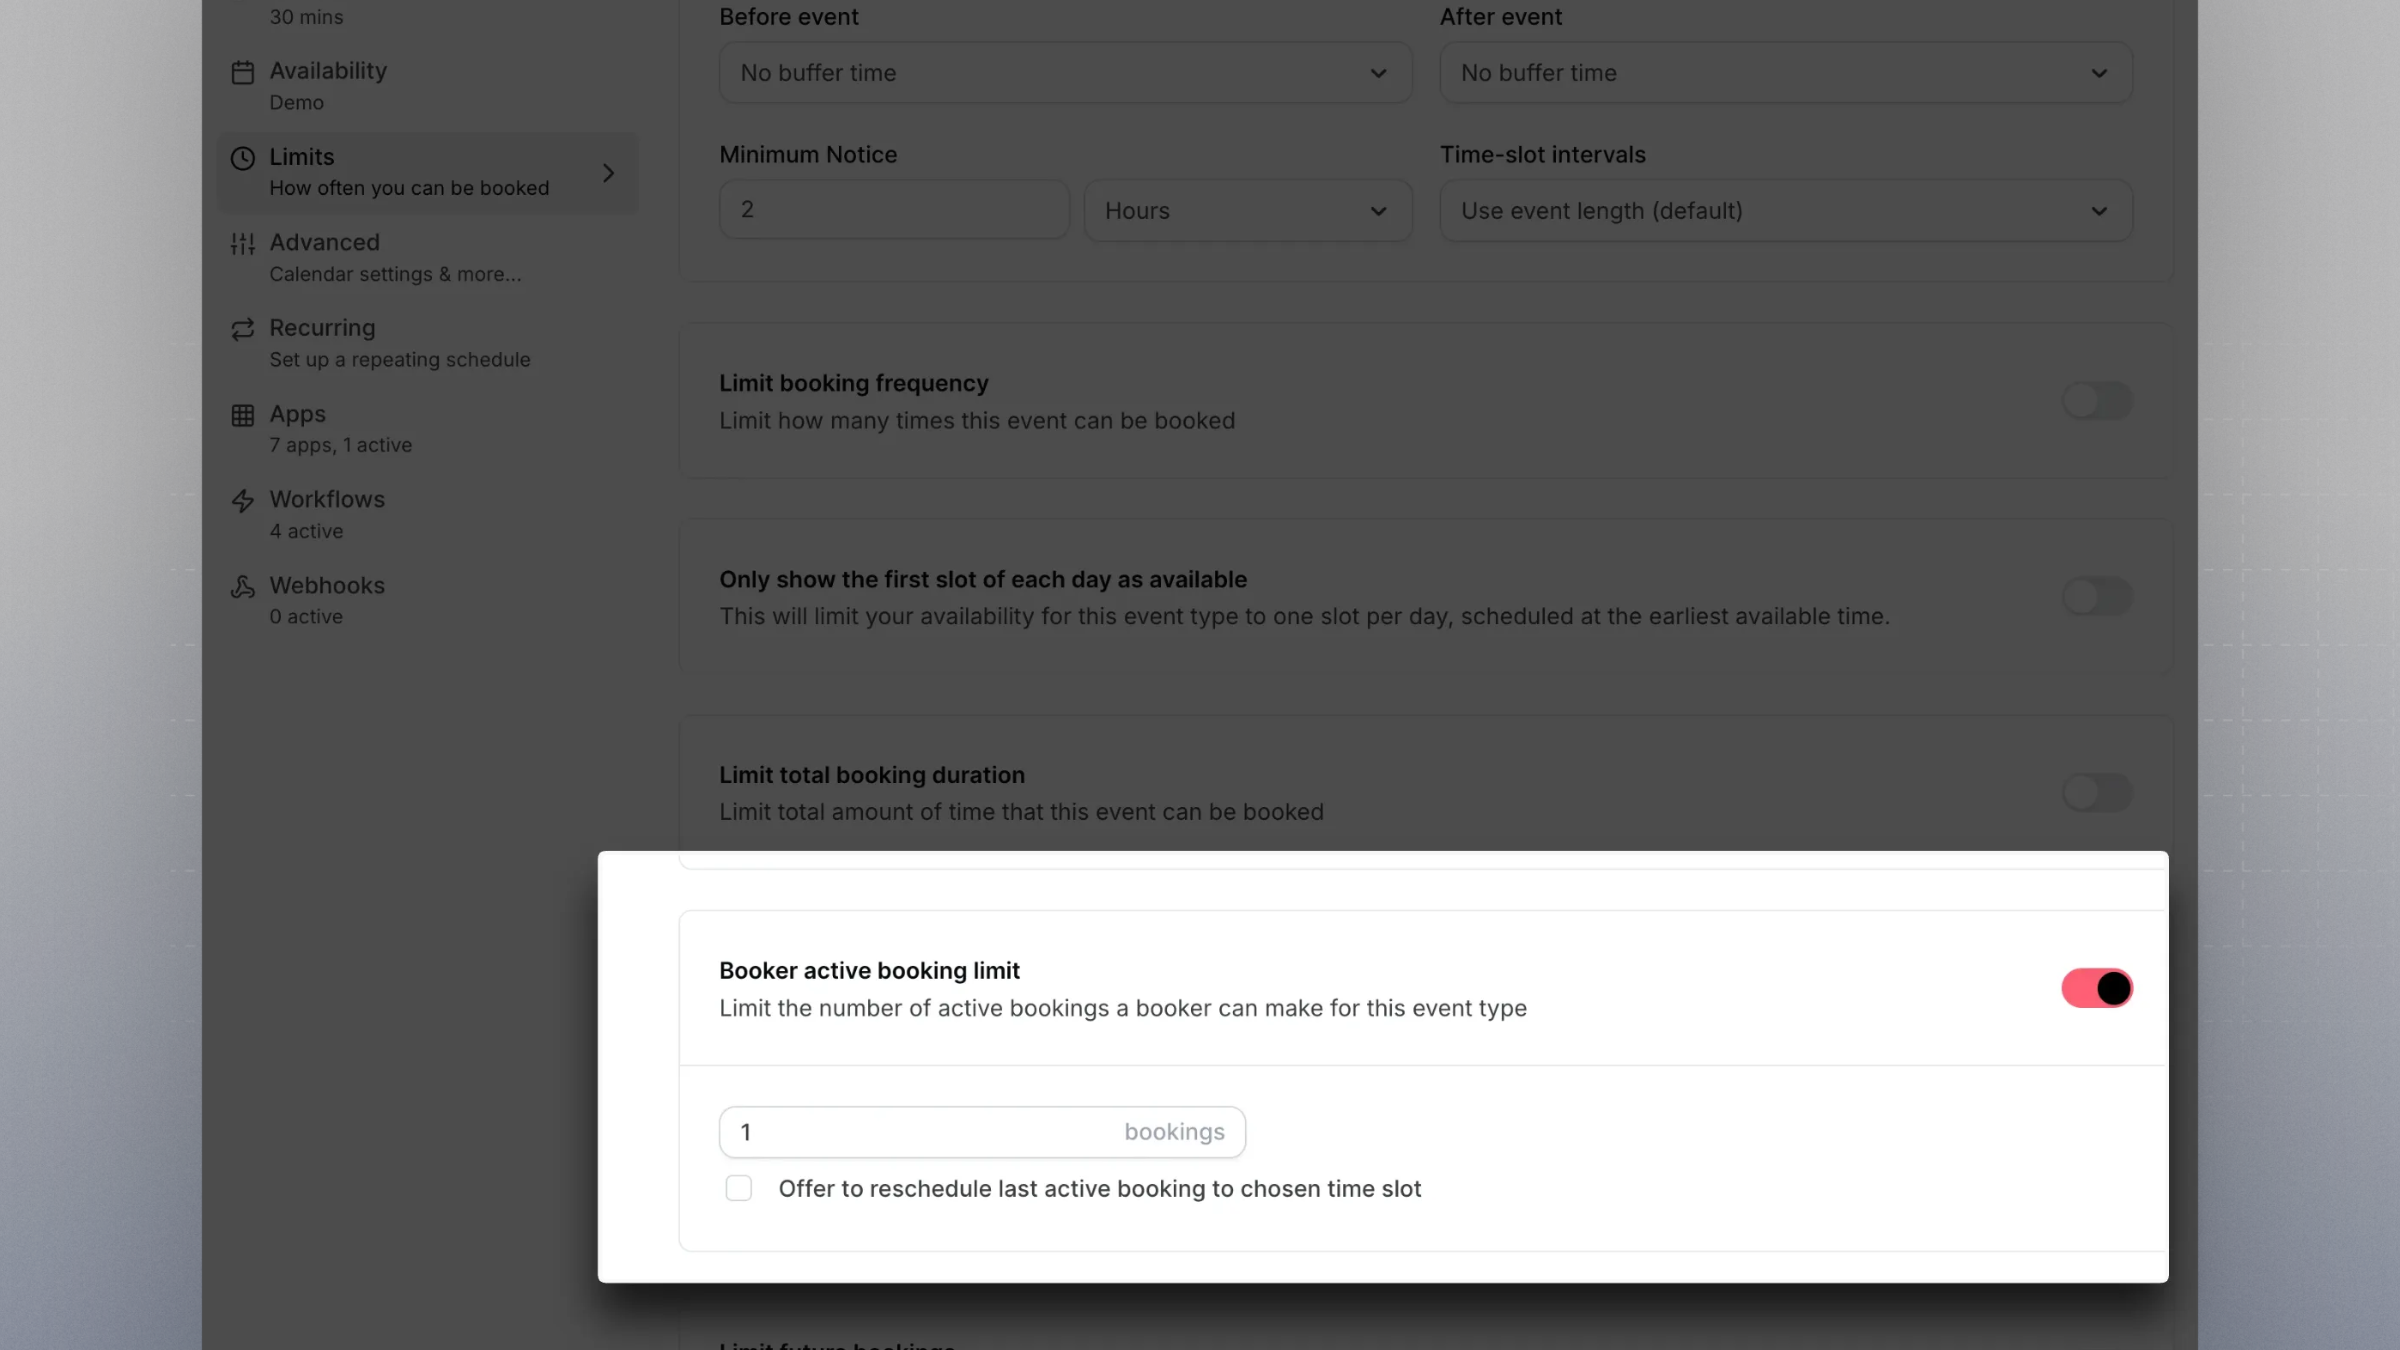 30 mins
Availability
Demo
Limits
How often you can be booked
Advanced
Calendar settings & more...
Recurring
Set up a repeating schedule
Apps
7 apps, 1 active
Workflows
4 active
Webhooks
0 active
Before event
After event
No buffer time
No buffer time
Minimum Notice
Time-slot intervals
2
Hours
Use event length (default)
Limit booking frequency
Limit how many times this event can be booked
Only show the first slot of each day as available
This will limit your availability for this event type to one slot per day, scheduled at the earliest available time.
Limit total booking duration
Limit total amount of time that this event can be booked
Booker active booking limit
Limit the number of active bookings a booker can make for this event type
1 bookings
Offer to reschedule last active booking to chosen time slot
Limit future bookings